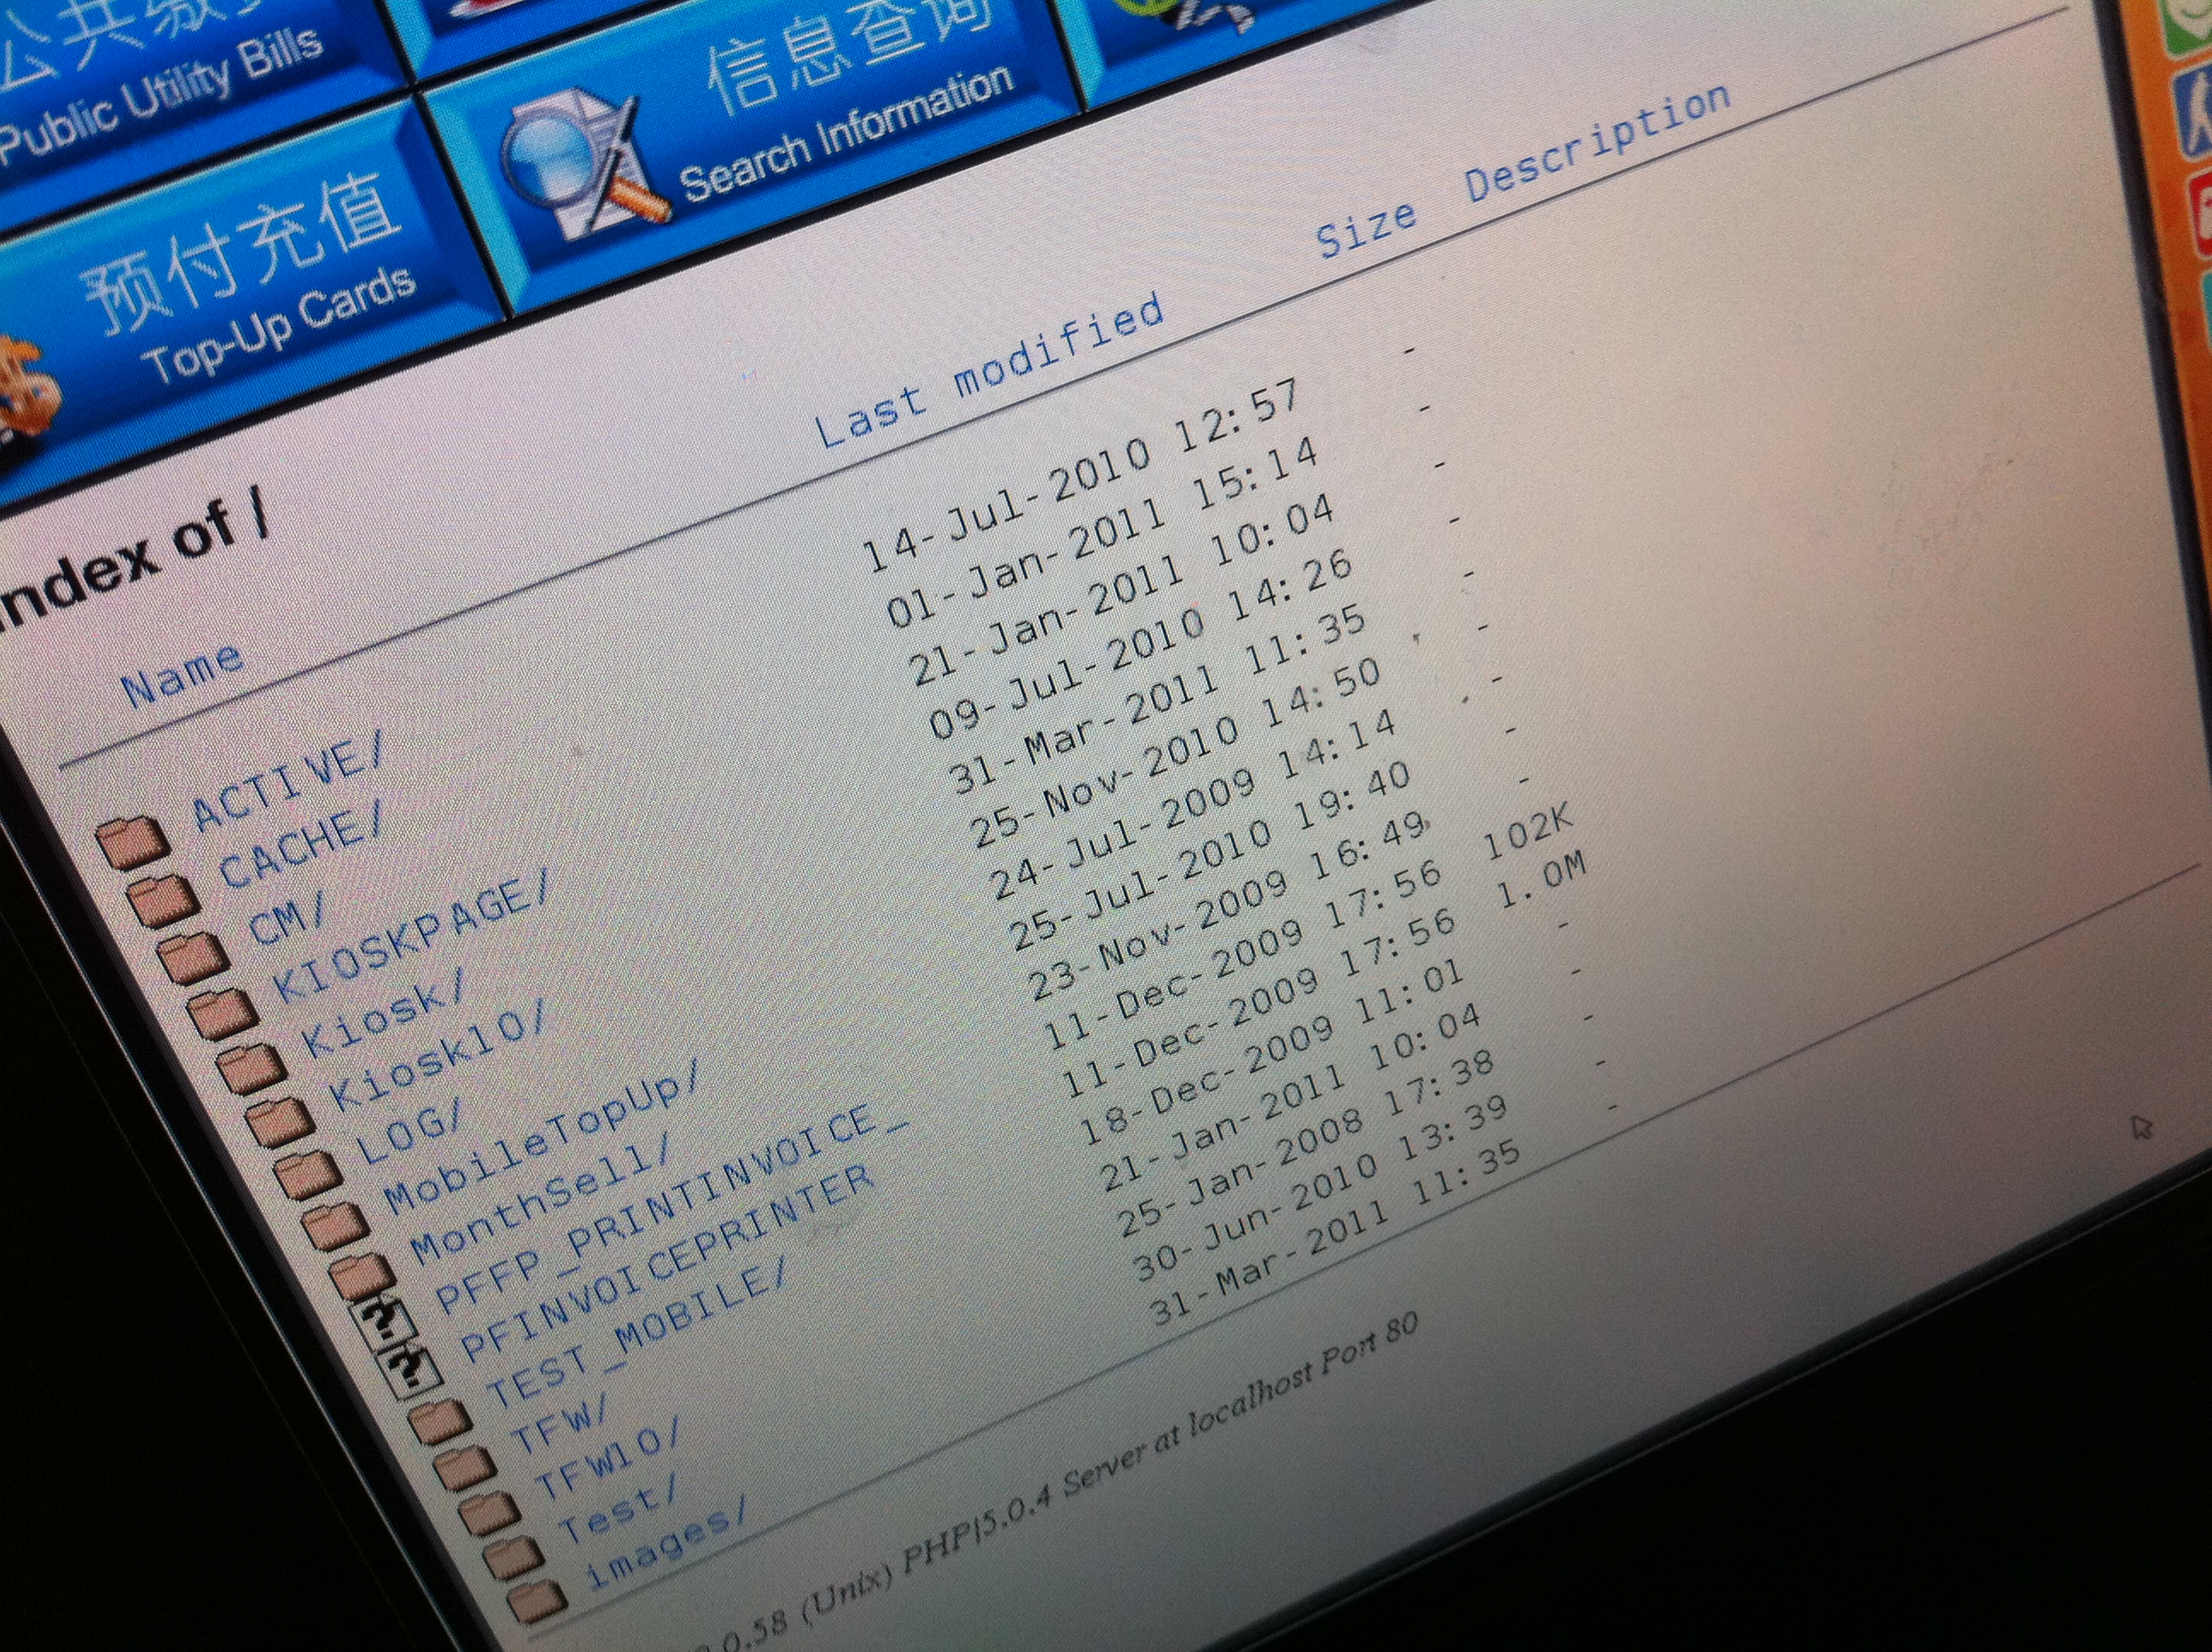 公共缴
Public Utility Bills
信息查询
Search Information
预付充值
Top-Up Cards
Index of /
Name Last modified Size Description
ACTIVE/ 14-Jul-2010 12:57 -
CACHE/ 01-Jan-2011 15:14 -
CM/ 21-Jan-2011 10:04 -
KIOSKPAGE/ 09-Jul-2010 14:26 -
Kiosk/ 31-Mar-2011 11:35 -
Kiosk10/ 25-Nov-2010 14:50 -
LOG/ 24-Jul-2009 14:14 -
MobileTopUp/ 25-Jul-2010 19:40 -
MonthSell/ 23-Nov-2009 16:49 -
PFFP_PRINTINVOICE_ 11-Dec-2009 17:56 102K
PFINVOICEPRINTER 11-Dec-2009 17:56 1.0M
TEST_MOBILE/ 18-Dec-2009 11:01 -
TFW/ 21-Jan-2011 10:04 -
TFW10/ 25-Jan-2008 17:38 -
Test/ 30-Jun-2010 13:39 -
images/ 31-Mar-2011 11:35 -
0.58 (Unix) PHP|5.0.4 Server at localhost Port 80